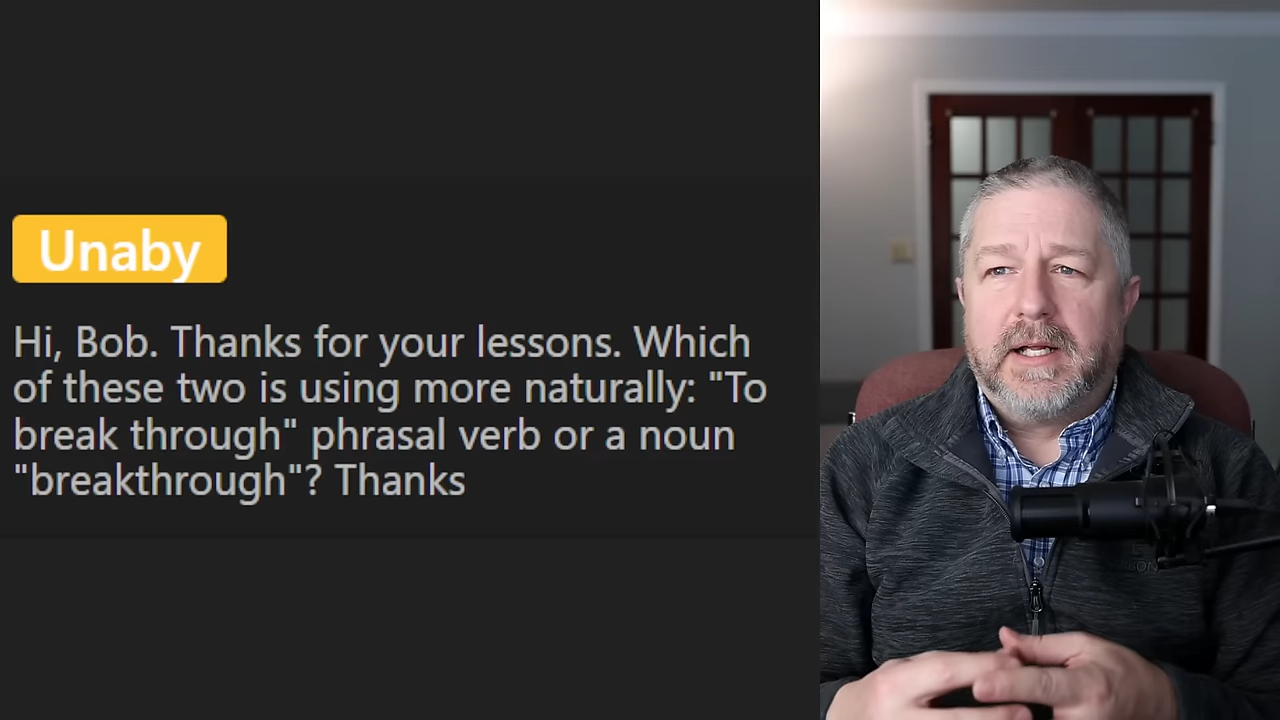 Unaby
Hi, Bob. Thanks for your lessons. Which
of these two is using more naturally: "To
break through" phrasal verb or a noun
"breakthrough"? Thanks